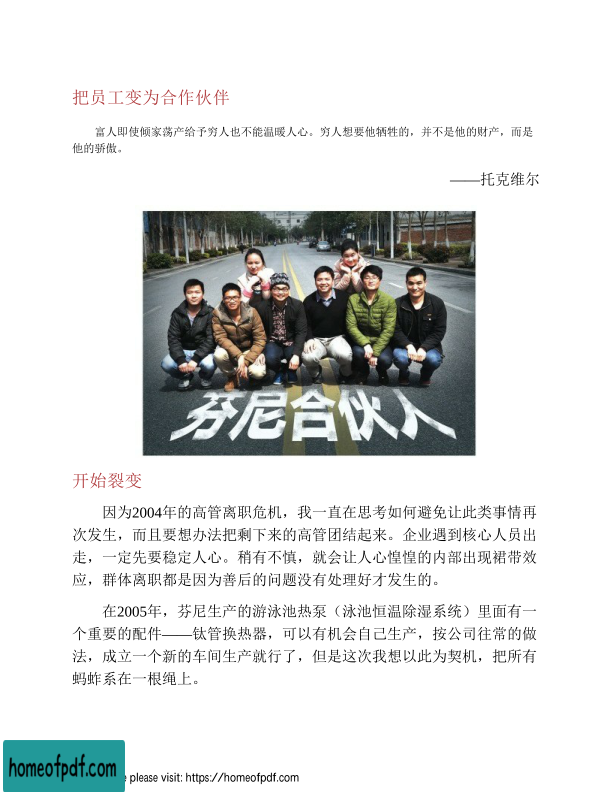 把员工变为合作伙伴
富人即使倾家荡产给予穷人也不能温暖人心。穷人想要他牺牲的，并不是他的财产，而是
他的骄傲。
——托克维尔
芬尼合伙人
开始裂变
因为2004年的高管离职危机，我一直在思考如何避免让此类事情再
次发生，而且要想办法把剩下来的高管团结起来。企业遇到核心人员出
走，一定先要稳定人心。稍有不慎，就会让人心惶惶的内部出现裙带效
应，群体离职都是因为善后的问题没有处理好才发生的。
在2005年，芬尼生产的游泳池热泵（泳池恒温除湿系统）里面有一
个重要的配件——钛管换热器，可以有机会自己生产，按公司往常的做
法，成立一个新的车间生产就行了，但是这次我想以此为契机，把所有
蚂蚱系在一根绳上。
homeofpdf.com
e please visit: https://homeofpdf.com